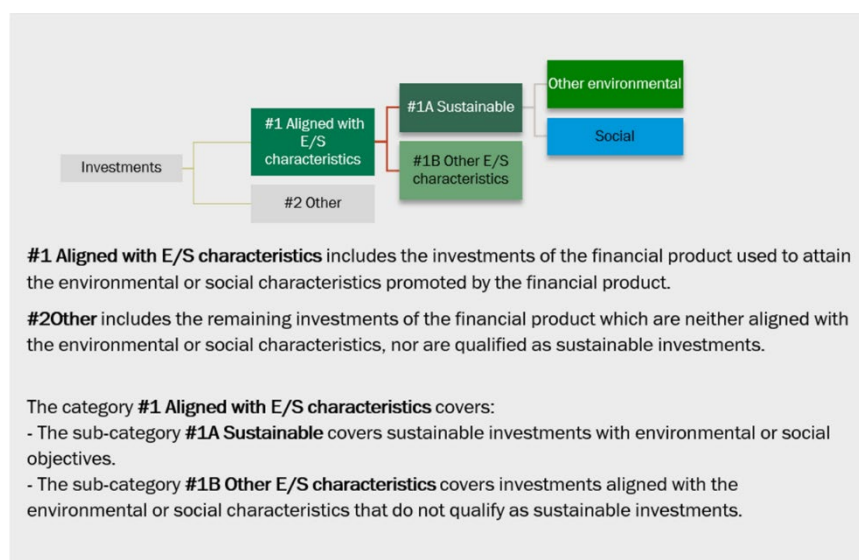 Other environmental
#1A Sustainable
#1 Aligned with
E/S
characteristics
Social
#1B Other E/S
characteristics
Investments
#2 Other
#1 Aligned with E/S characteristics includes the investments of the financial product used to attain
the environmental or social characteristics promoted by the financial product.
#2Other includes the remaining investments of the financial product which are neither aligned with
the environmental or social characteristics, nor are qualified as sustainable investments.
The category #1 Aligned with E/S characteristics covers:
- The sub-category #1A Sustainable covers sustainable investments with environmental or social
objectives.
- The sub-category #1B Other E/S characteristics covers investments aligned with the
environmental or social characteristics that do not qualify as sustainable investments.